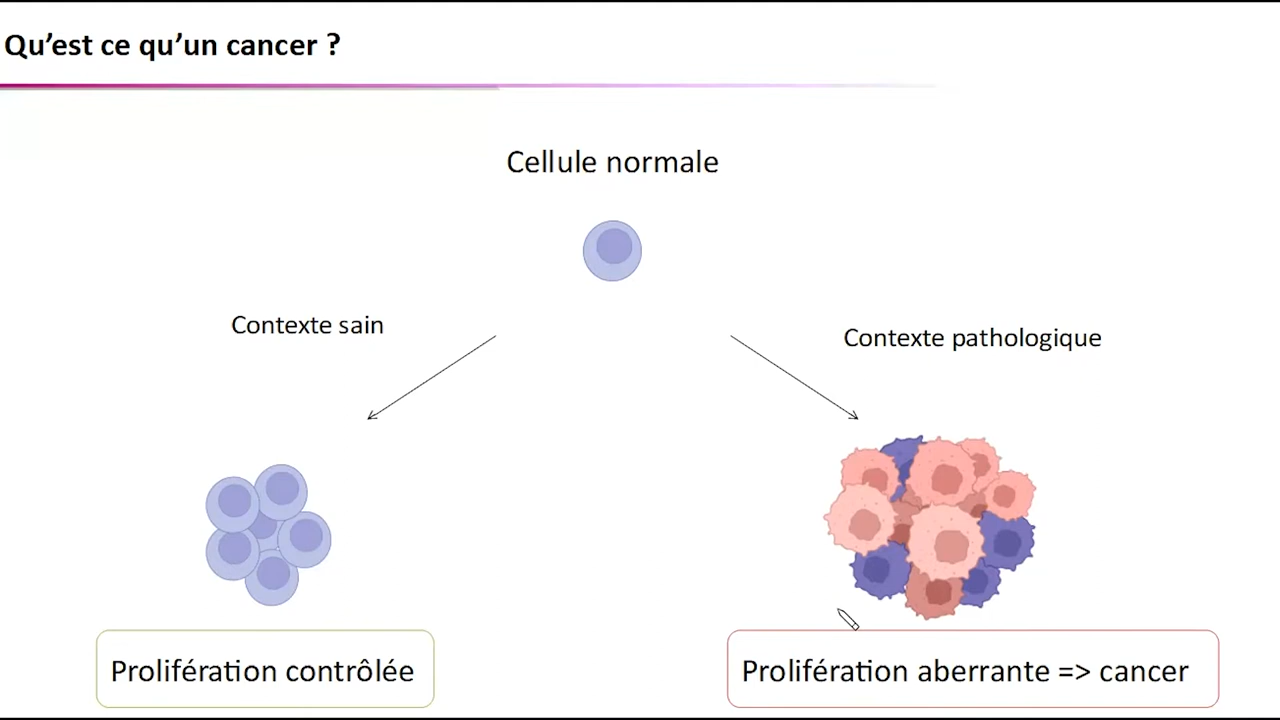 Qu’est ce qu’un cancer ?
Cellule normale
Contexte sain
Contexte pathologique
Prolifération contrôlée
Prolifération aberrante => cancer